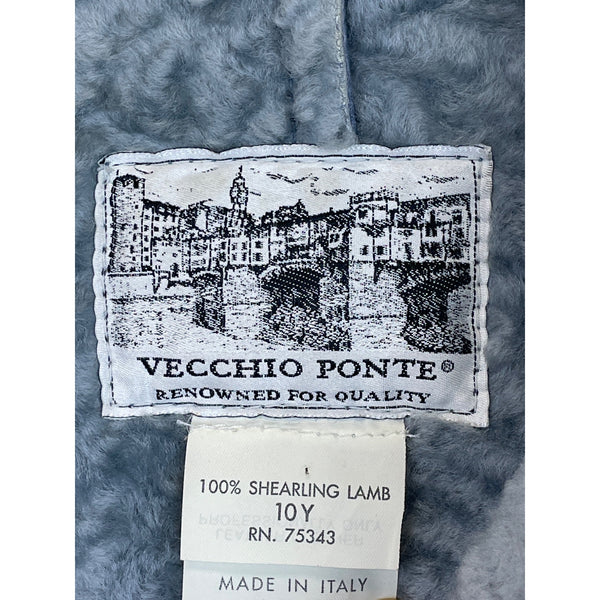 VECCHIO PONTE®
RENOWNED FOR QUALITY
100% SHEARLING LAMB
10Y
RN. 75343
MADE IN ITALY